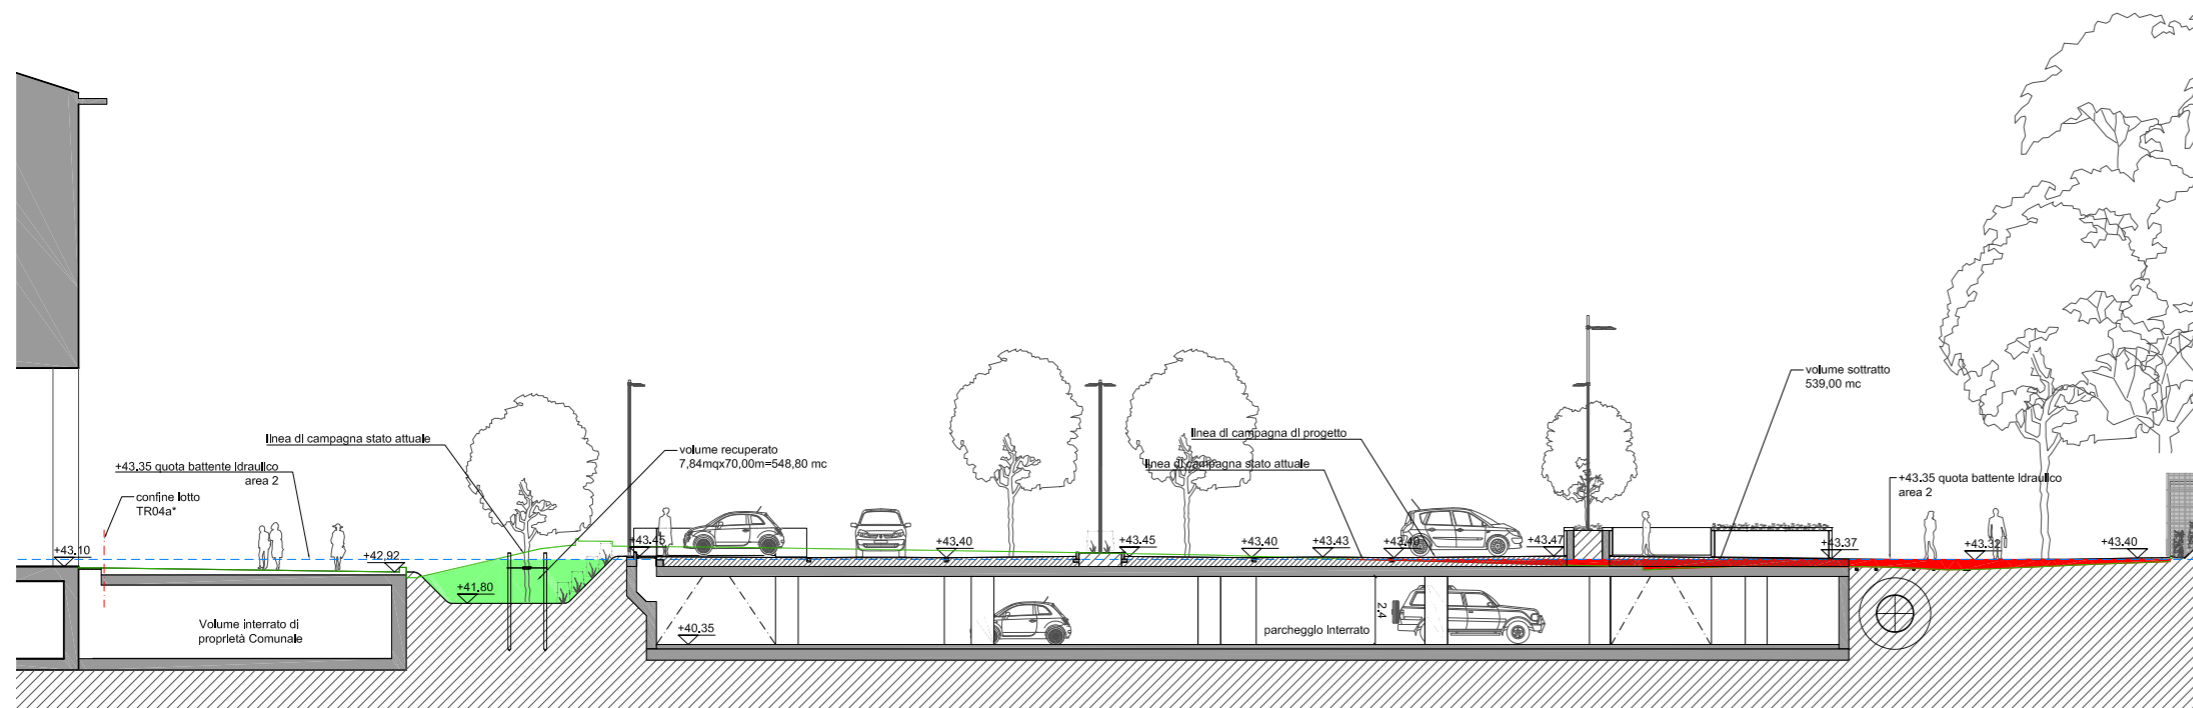 volume sottratto
539,00 mc
linea di campagna stato attuale
linea di campagna di progetto
volume recuperato
7,84mqx70,00m=548,80 mc
linea di campagna stato attuale
+43.35 quota battente Idraulico
area 2
+43.35 quota battente Idraulico
area 2
confine lotto
TR04a*
+43.10
+42.92
+41.80
+43.45
+43.40
+43.45
+43.40
+43.43
+43.40
+43.47
+43.37
+43.32
+43.40
Volume interrato di
proprietà Comunale
+40.35
parcheggio Interrato
2.4